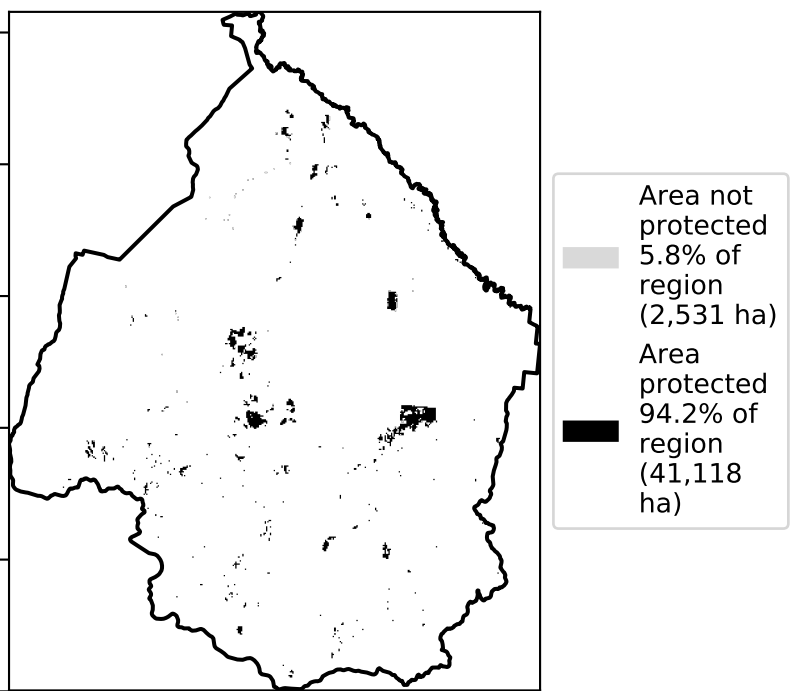 Area not
protected
5.8% of
region
(2,531 ha)
Area
protected
94.2% of
region
(41,118
ha)